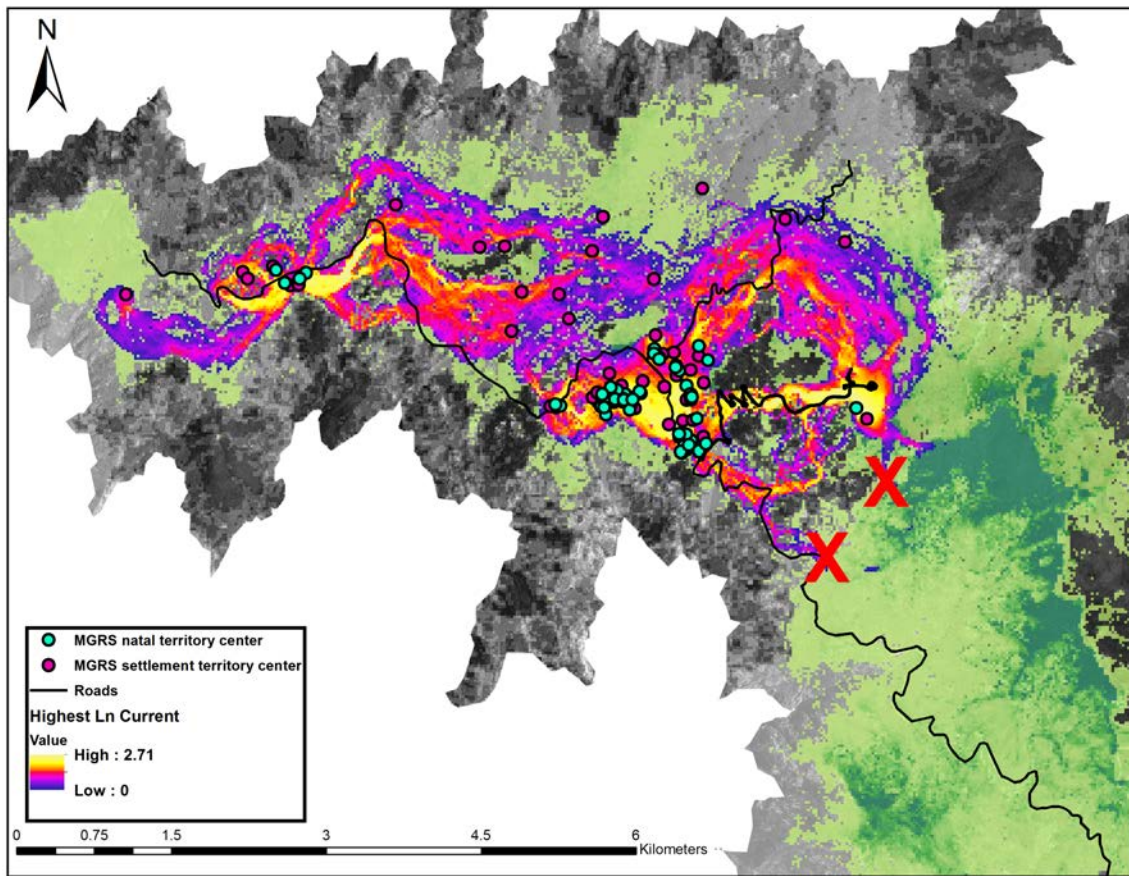 N
X
X
MGRS natal territory center
MGRS settlement territory center
Roads
Highest Ln Current
Value
High : 2.71
Low : 0
0 0.75 1.5 3 4.5 6
Kilometers